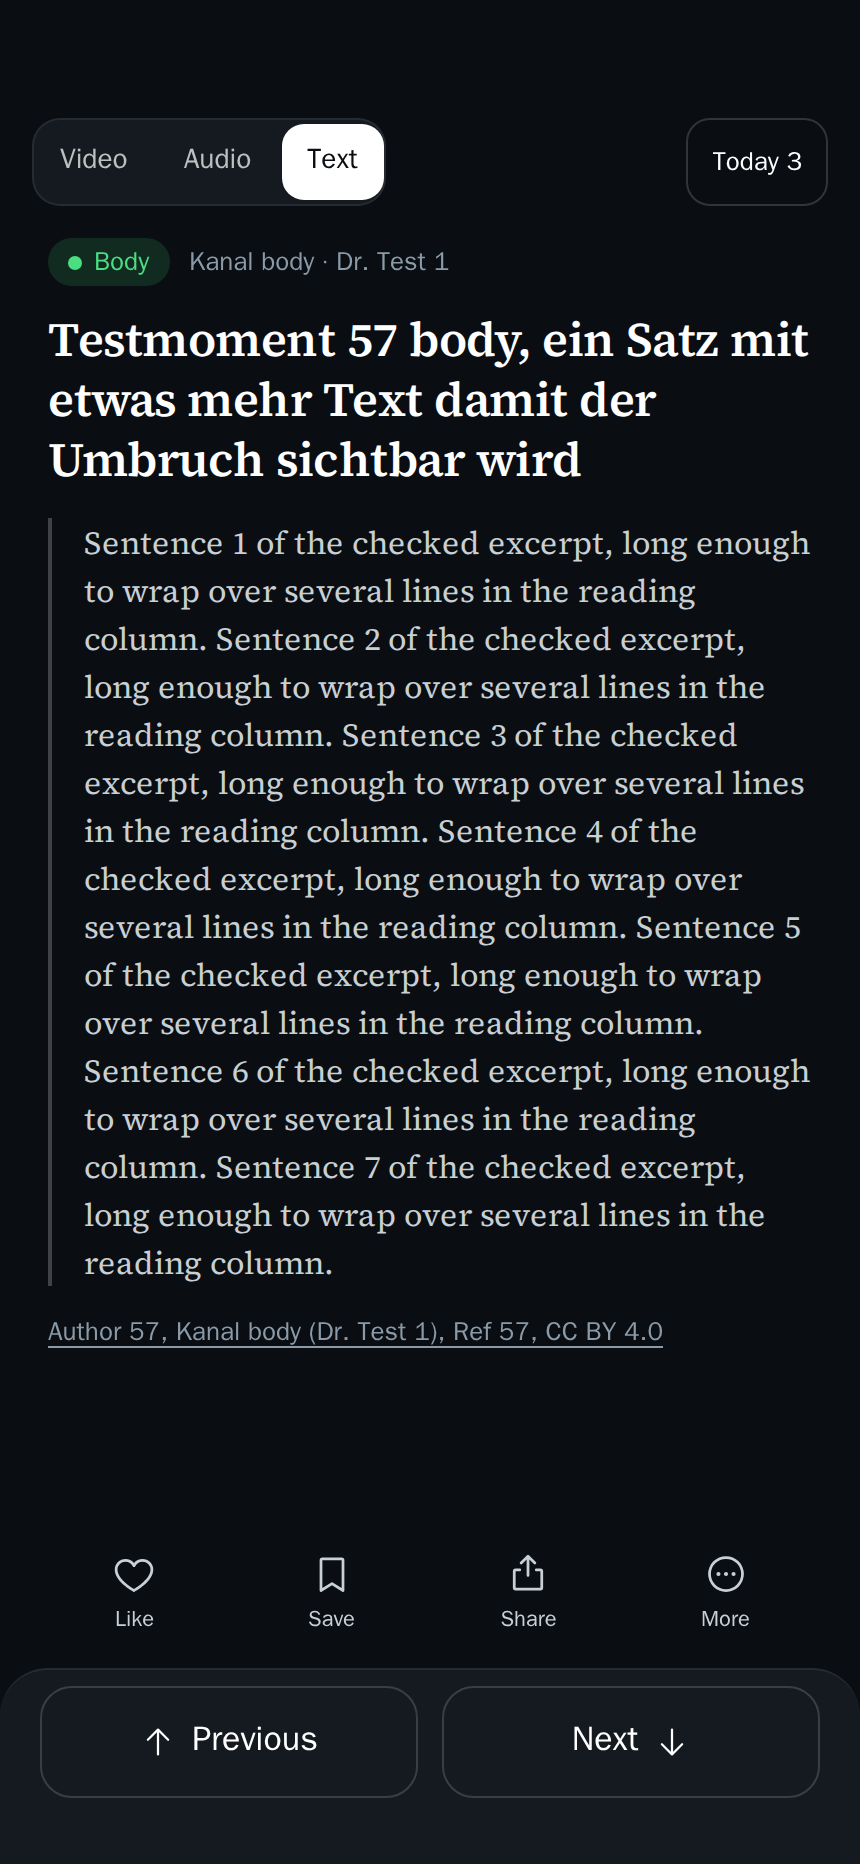 Video Audio Text Today 3
Body Kanal body · Dr. Test 1
Testmoment 57 body, ein Satz mit
etwas mehr Text damit der
Umbruch sichtbar wird
Sentence 1 of the checked excerpt, long enough
to wrap over several lines in the reading
column. Sentence 2 of the checked excerpt,
long enough to wrap over several lines in the
reading column. Sentence 3 of the checked
excerpt, long enough to wrap over several lines
in the reading column. Sentence 4 of the
checked excerpt, long enough to wrap over
several lines in the reading column. Sentence 5
of the checked excerpt, long enough to wrap
over several lines in the reading column.
Sentence 6 of the checked excerpt, long enough
to wrap over several lines in the reading
column. Sentence 7 of the checked excerpt,
long enough to wrap over several lines in the
reading column.
Author 57, Kanal body (Dr. Test 1), Ref 57, CC BY 4.0
Like Save Share More
Previous Next